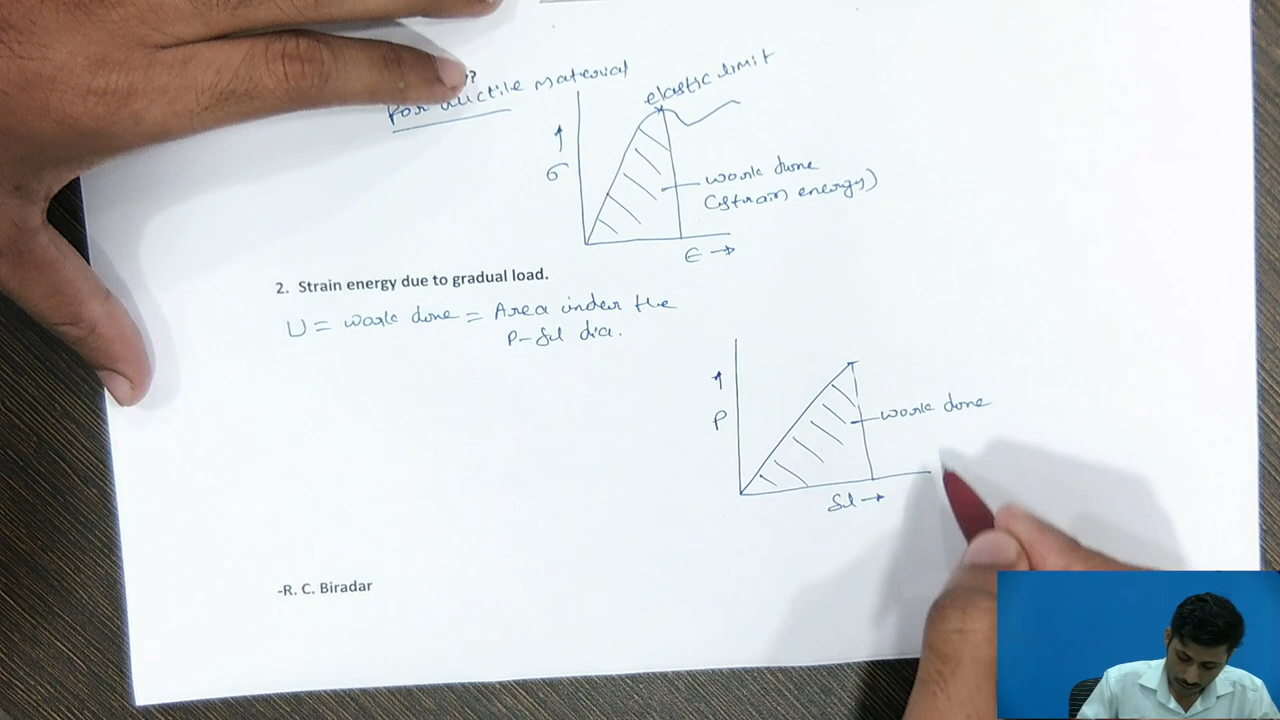 For ductile material
elastic limit
σ
work done
(strain energy)
ε →
2. Strain energy due to gradual load.
U = work done = Area under the
P-δl dia.
P
work done
δl →
-R. C. Biradar